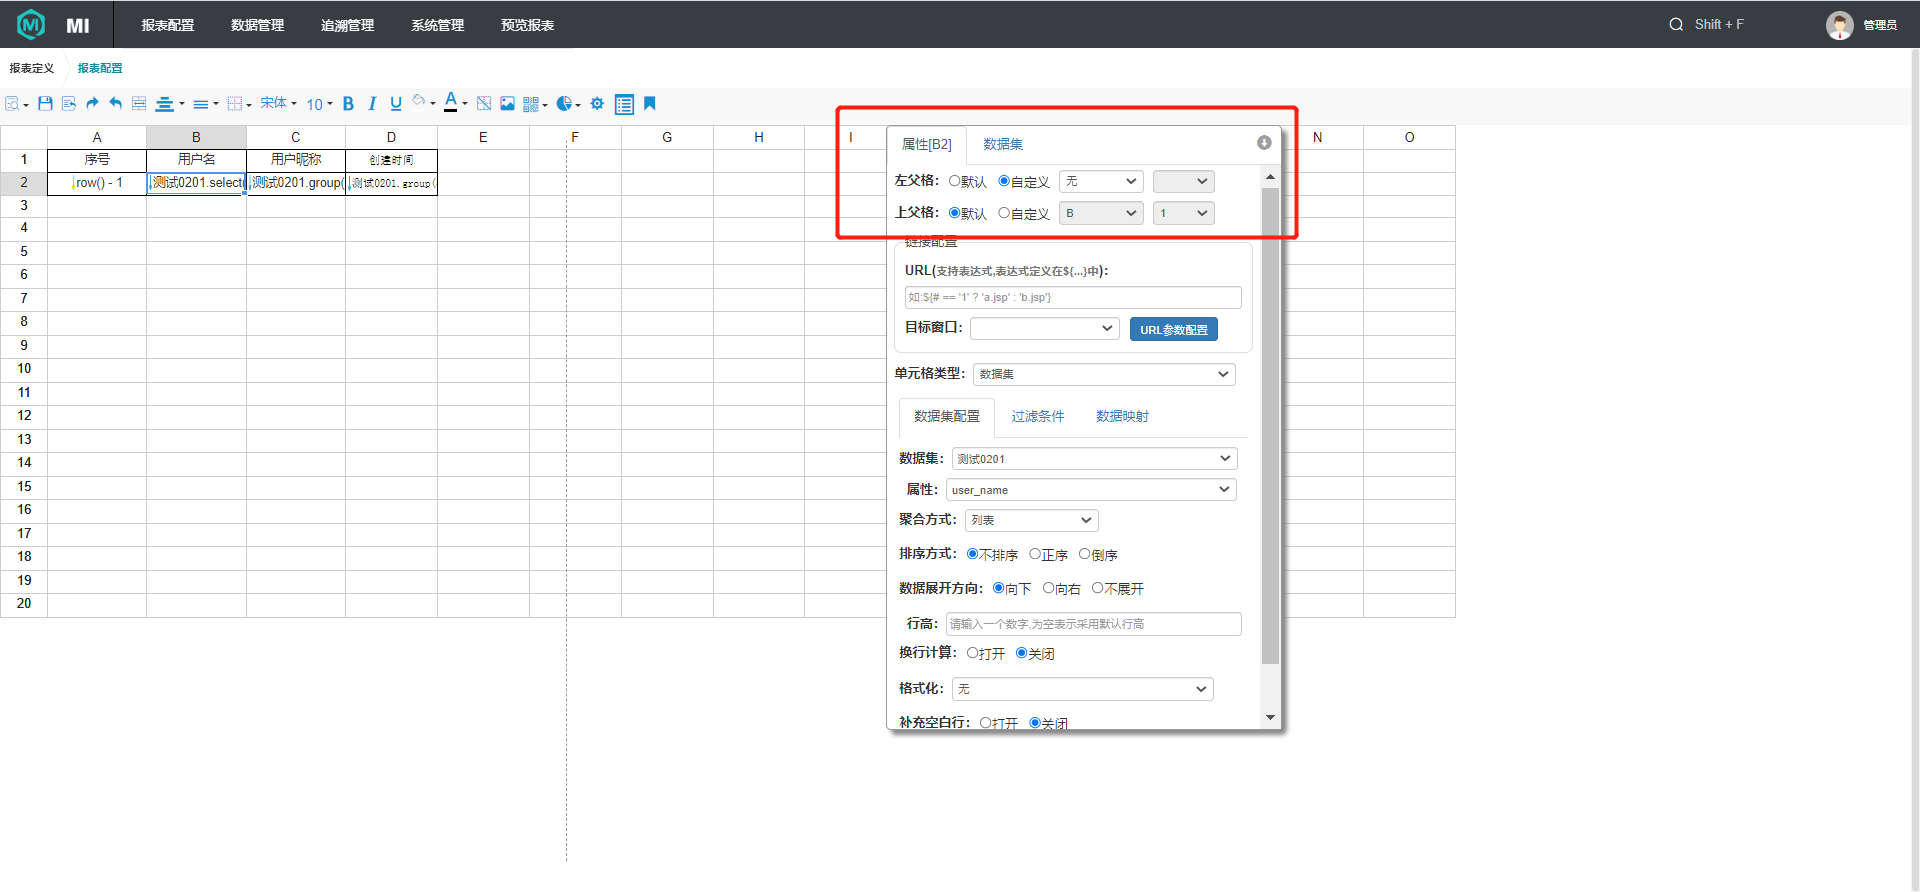 MI 报表配置 数据管理 追溯管理 系统管理 预览报表 Shift + F 管理员
报表定义 报表配置
宋体 10 B I U A
A B C D E F G H I N O
1 序号 用户名 用户昵称 创建时间
2 row() - 1 测试0201.select( 测试0201.group( 测试0201.group(
3
4
5
6
7
8
9
10
11
12
13
14
15
16
17
18
19
20
属性[B2] 数据集
左父格: 默认 自定义 无
上父格: 默认 自定义 B 1
链接配置
URL(支持表达式,表达式定义在${...}中):
如:${# == '1' ? 'a.jsp' : 'b.jsp'}
目标窗口: URL参数配置
单元格类型: 数据集
数据集配置 过滤条件 数据映射
数据集: 测试0201
属性: user_name
聚合方式: 列表
排序方式: 不排序 正序 倒序
数据展开方向: 向下 向右 不展开
行高: 请输入一个数字,为空表示采用默认行高
换行计算: 打开 关闭
格式化: 无
补充空白行: 打开 关闭